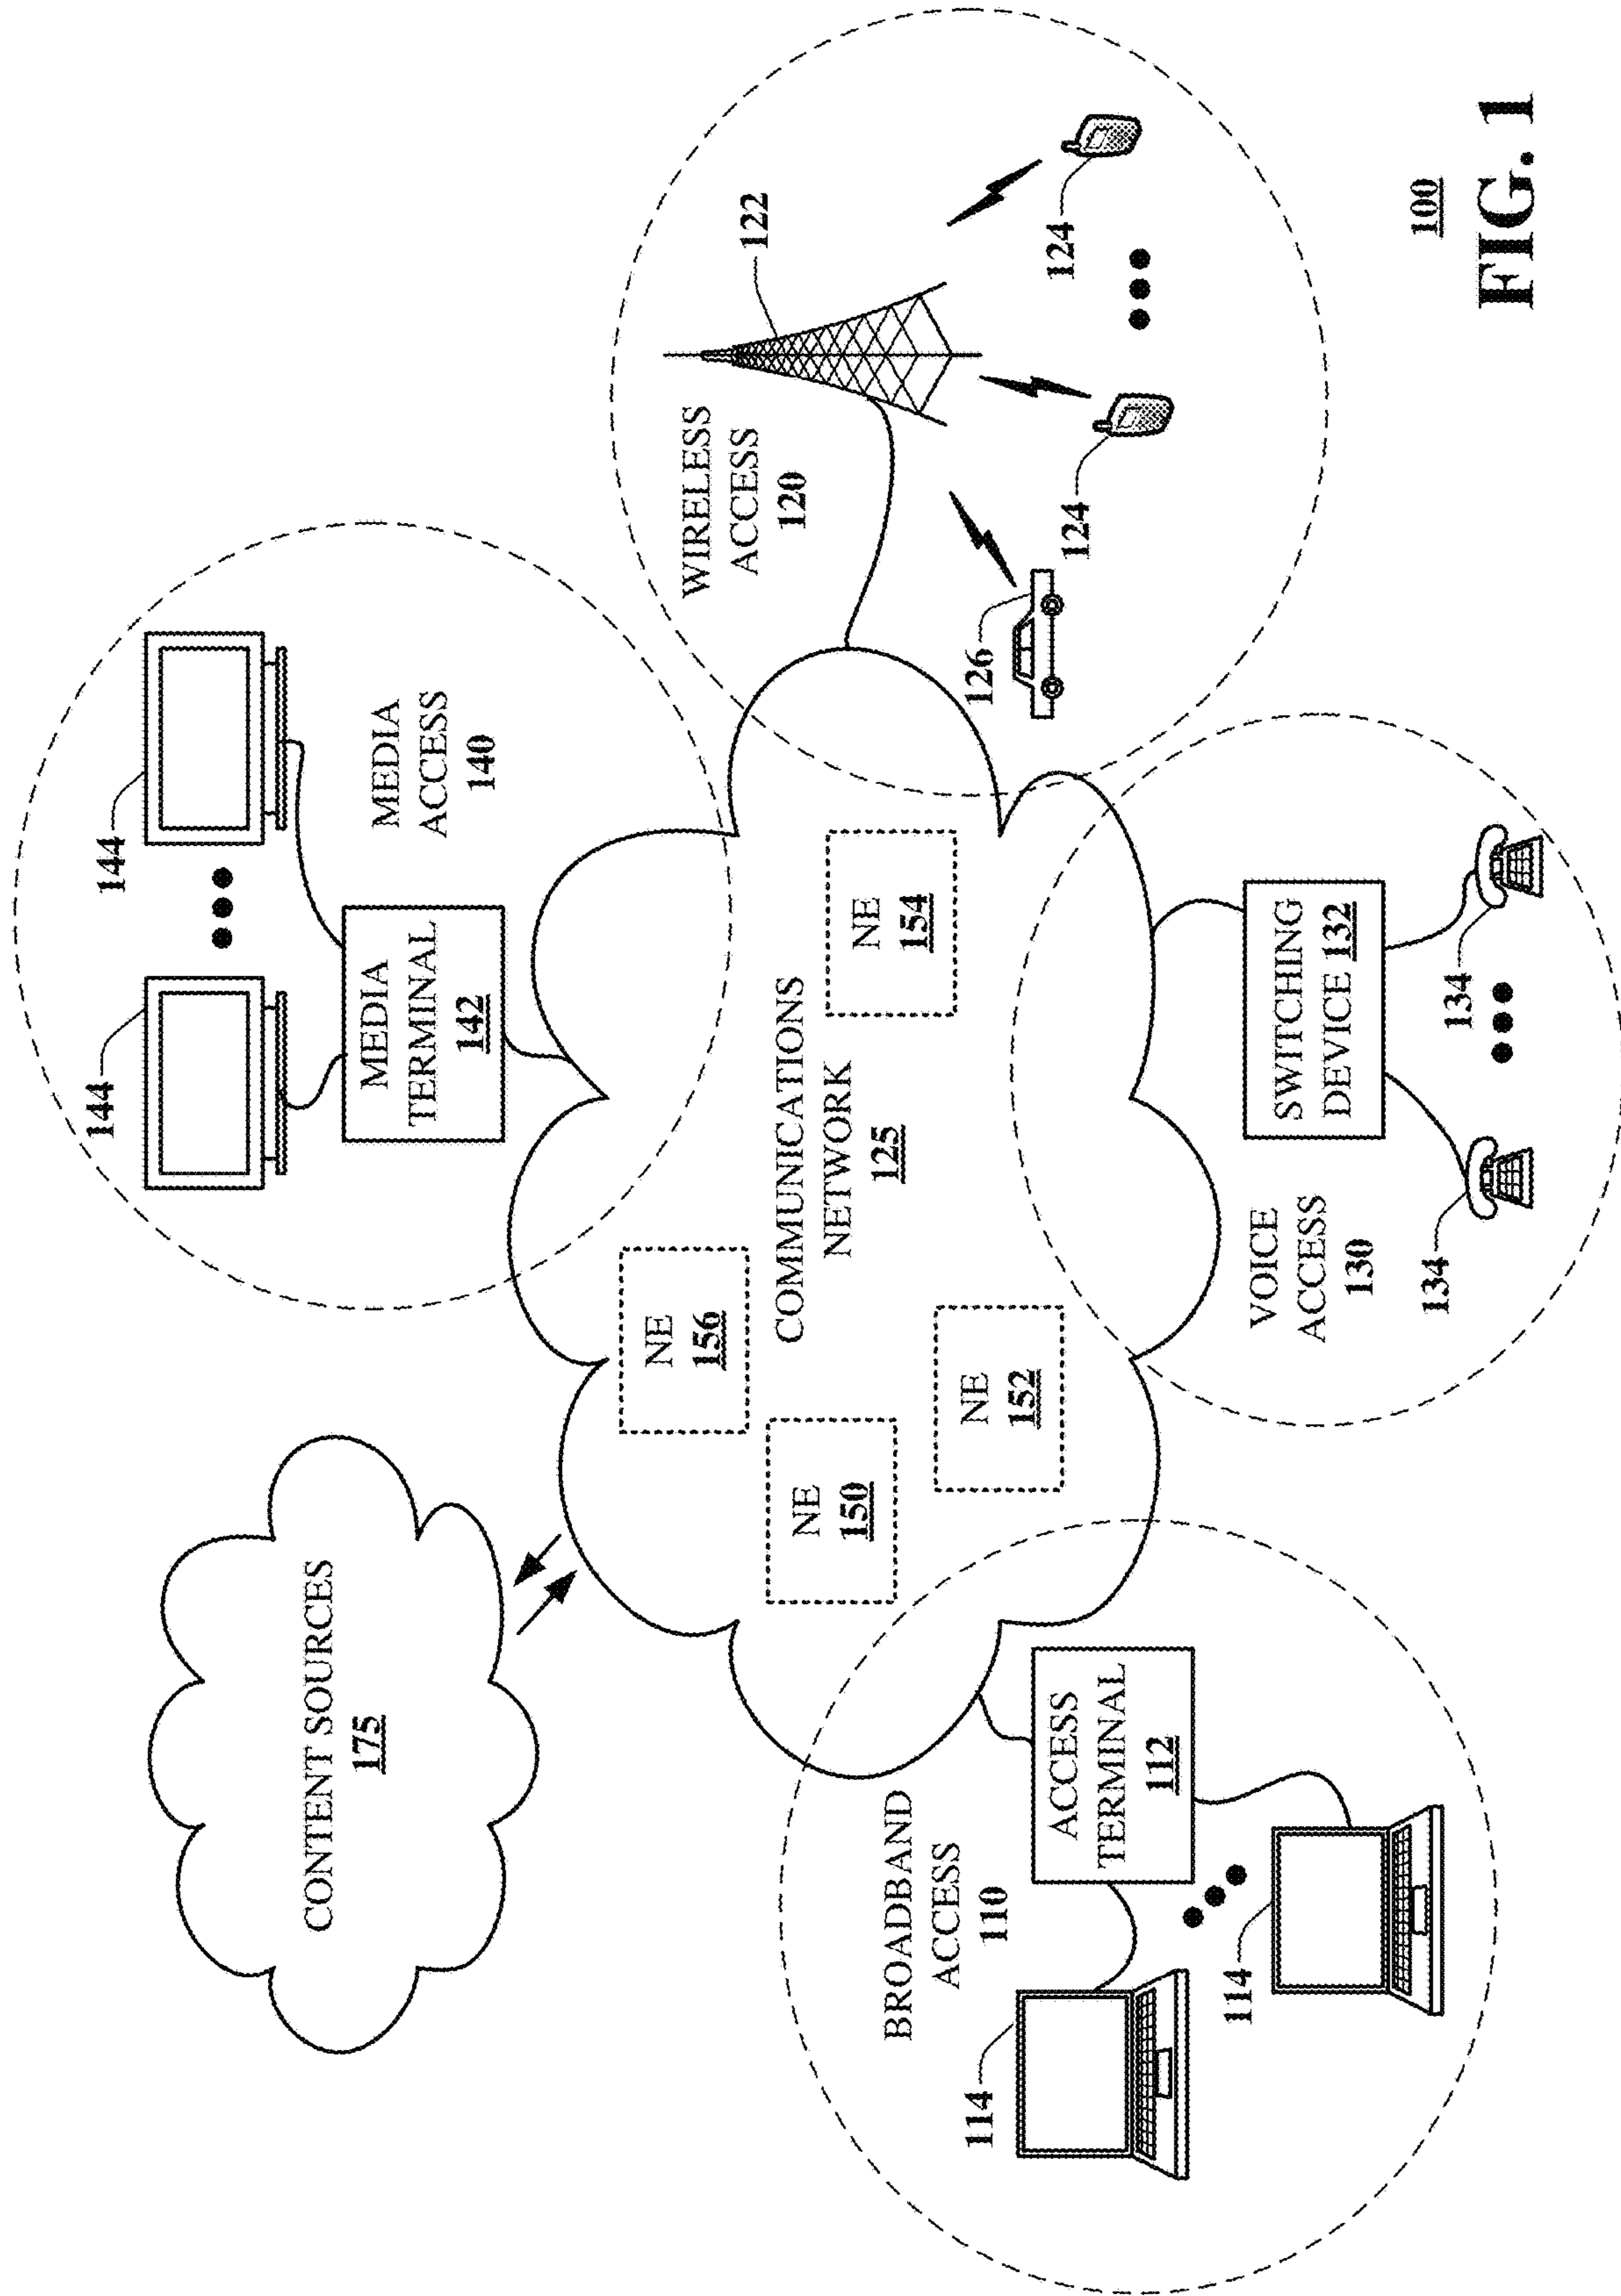 CONTENT SOURCES
175
144
144
MEDIA
TERMINAL
142
MEDIA
ACCESS
140
WIRELESS
ACCESS
120
122
124
124
126
NE
156
NE
150
NE
152
COMMUNICATIONS
NETWORK
125
NE
154
BROADBAND
ACCESS
110
ACCESS
TERMINAL
112
114
114
VOICE
ACCESS
130
SWITCHING
DEVICE 132
134
134
100
FIG. 1